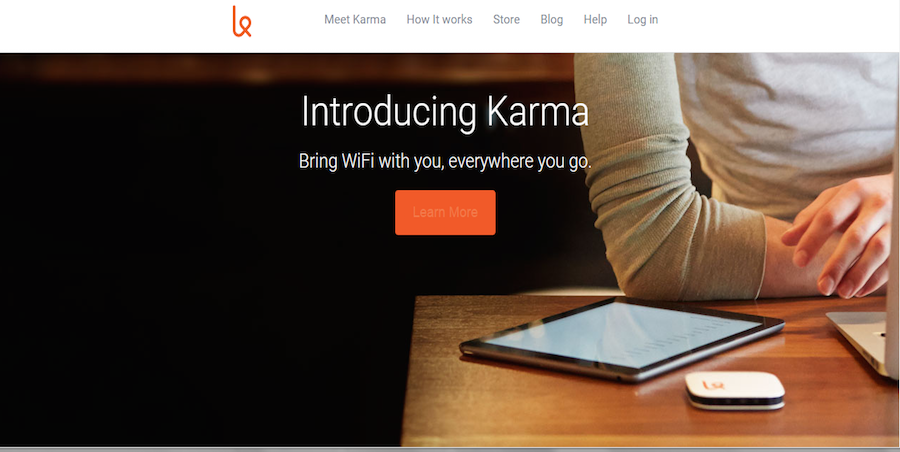 Meet Karma How It works Store Blog Help Log in
Introducing Karma
Bring WiFi with you, everywhere you go.
Learn More